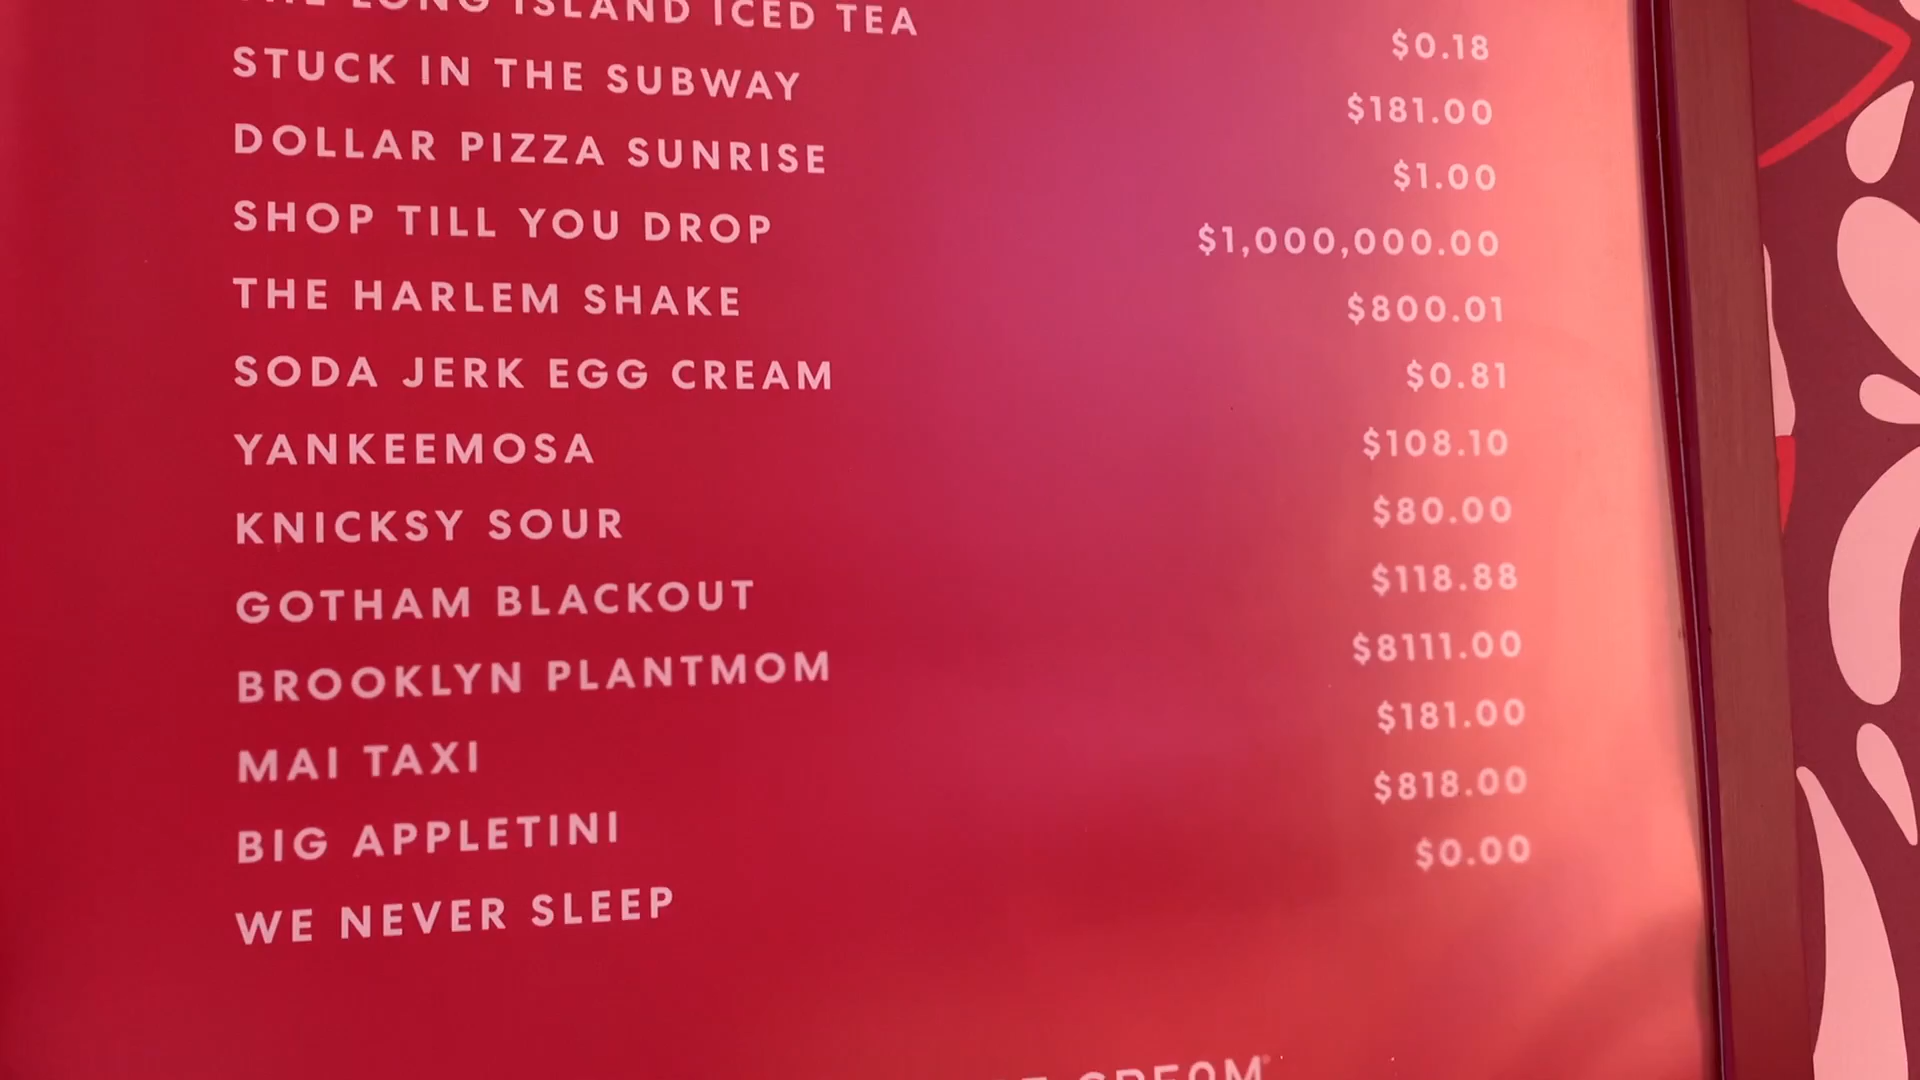 THE LONG ISLAND ICED TEA $0.18
STUCK IN THE SUBWAY $181.00
DOLLAR PIZZA SUNRISE $1.00
SHOP TILL YOU DROP $1,000,000.00
THE HARLEM SHAKE $800.01
SODA JERK EGG CREAM $0.81
YANKEEMOSA $108.10
KNICKSY SOUR $80.00
GOTHAM BLACKOUT $118.88
BROOKLYN PLANTMOM $8111.00
MAI TAXI $181.00
BIG APPLETINI $818.00
WE NEVER SLEEP $0.00